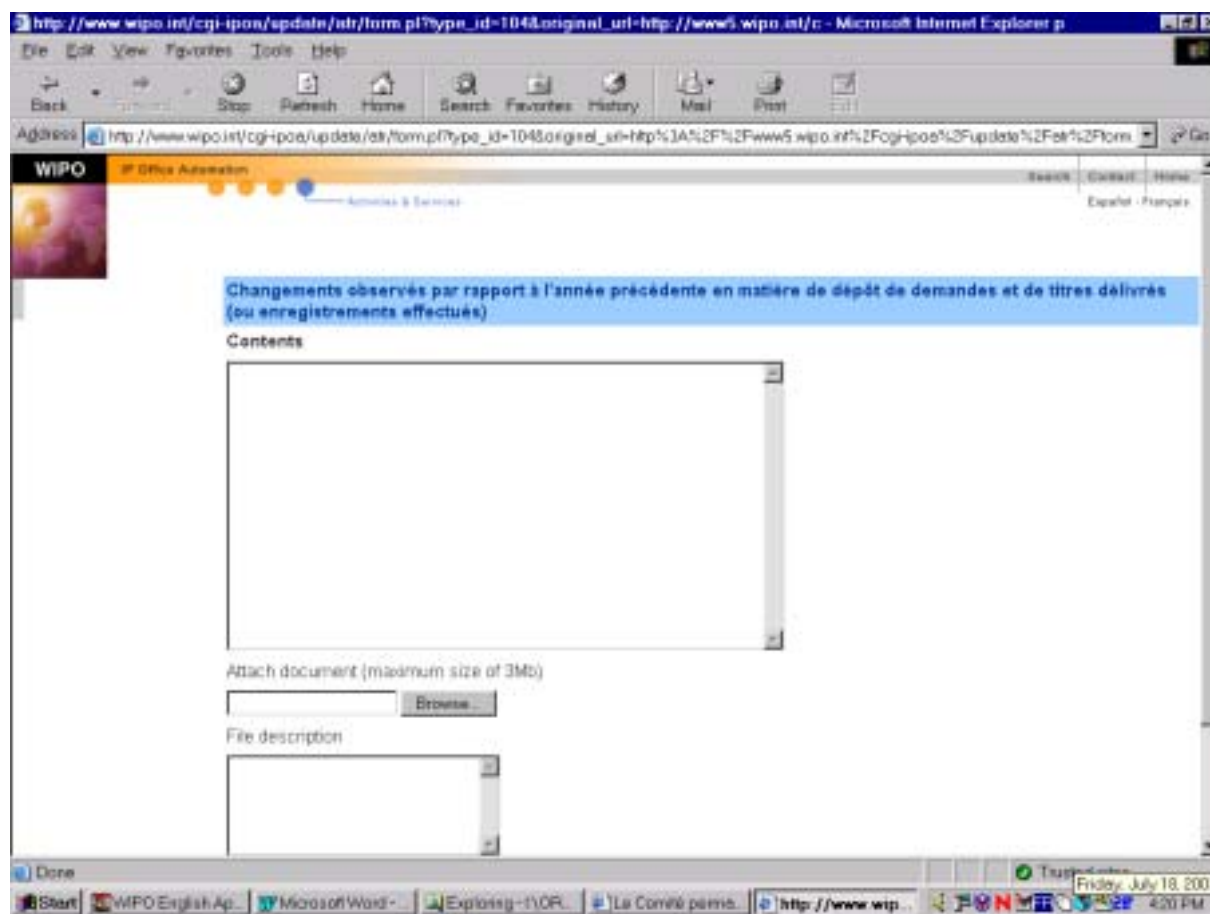 http://www.wipo.int/cgi-ipoa/update/atr/form.pl?type_id=104&original_url=http://www5.wipo.int/c - Microsoft Internet Explorer p
File Edit View Favorites Tools Help
Back Forward Stop Refresh Home Search Favorites History Mail Print Edit
Address http://www.wipo.int/cgi-ipoa/update/atr/form.pl?type_id=104&original_url=http%3A%2F%2Fwww5.wipo.int%2Fcgi-ipoa%2Fupdate%2Fatr%2Fform Go
WIPO IP Office Automation Search Contact Home
Activities & Services Español - Français
Changements observés par rapport à l'année précédente en matière de dépôt de demandes et de titres délivrés
(ou enregistrements effectués)
Contents
Attach document (maximum size of 3Mb)
Browse...
File description
Done Trusted sites
Friday, July 18, 200
Start WIPO English Ap... Microsoft Word - ... Exploring - I:\OR... Le Comité perma... http://www.wip... 4:20 PM